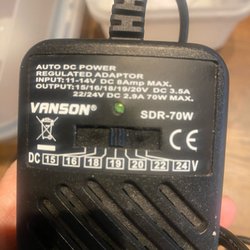 AUTO DC POWER
REGULATED ADAPTOR
INPUT:11-14V DC 8Amp MAX.
OUTPUT:15/16/18/19/20V DC 3.5A
22/24V DC 2.9A 70W MAX.
VANSON®
SDR-70W
DC 15 16 18 19 20 22 24 V